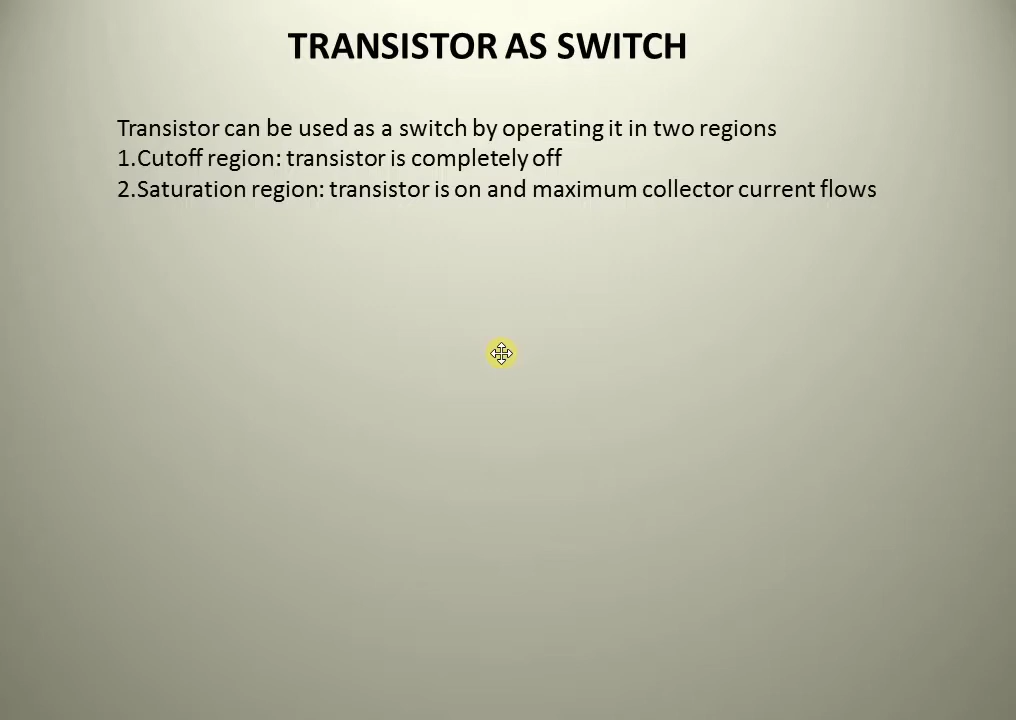 TRANSISTOR AS SWITCH
Transistor can be used as a switch by operating it in two regions
1.Cutoff region: transistor is completely off
2.Saturation region: transistor is on and maximum collector current flows